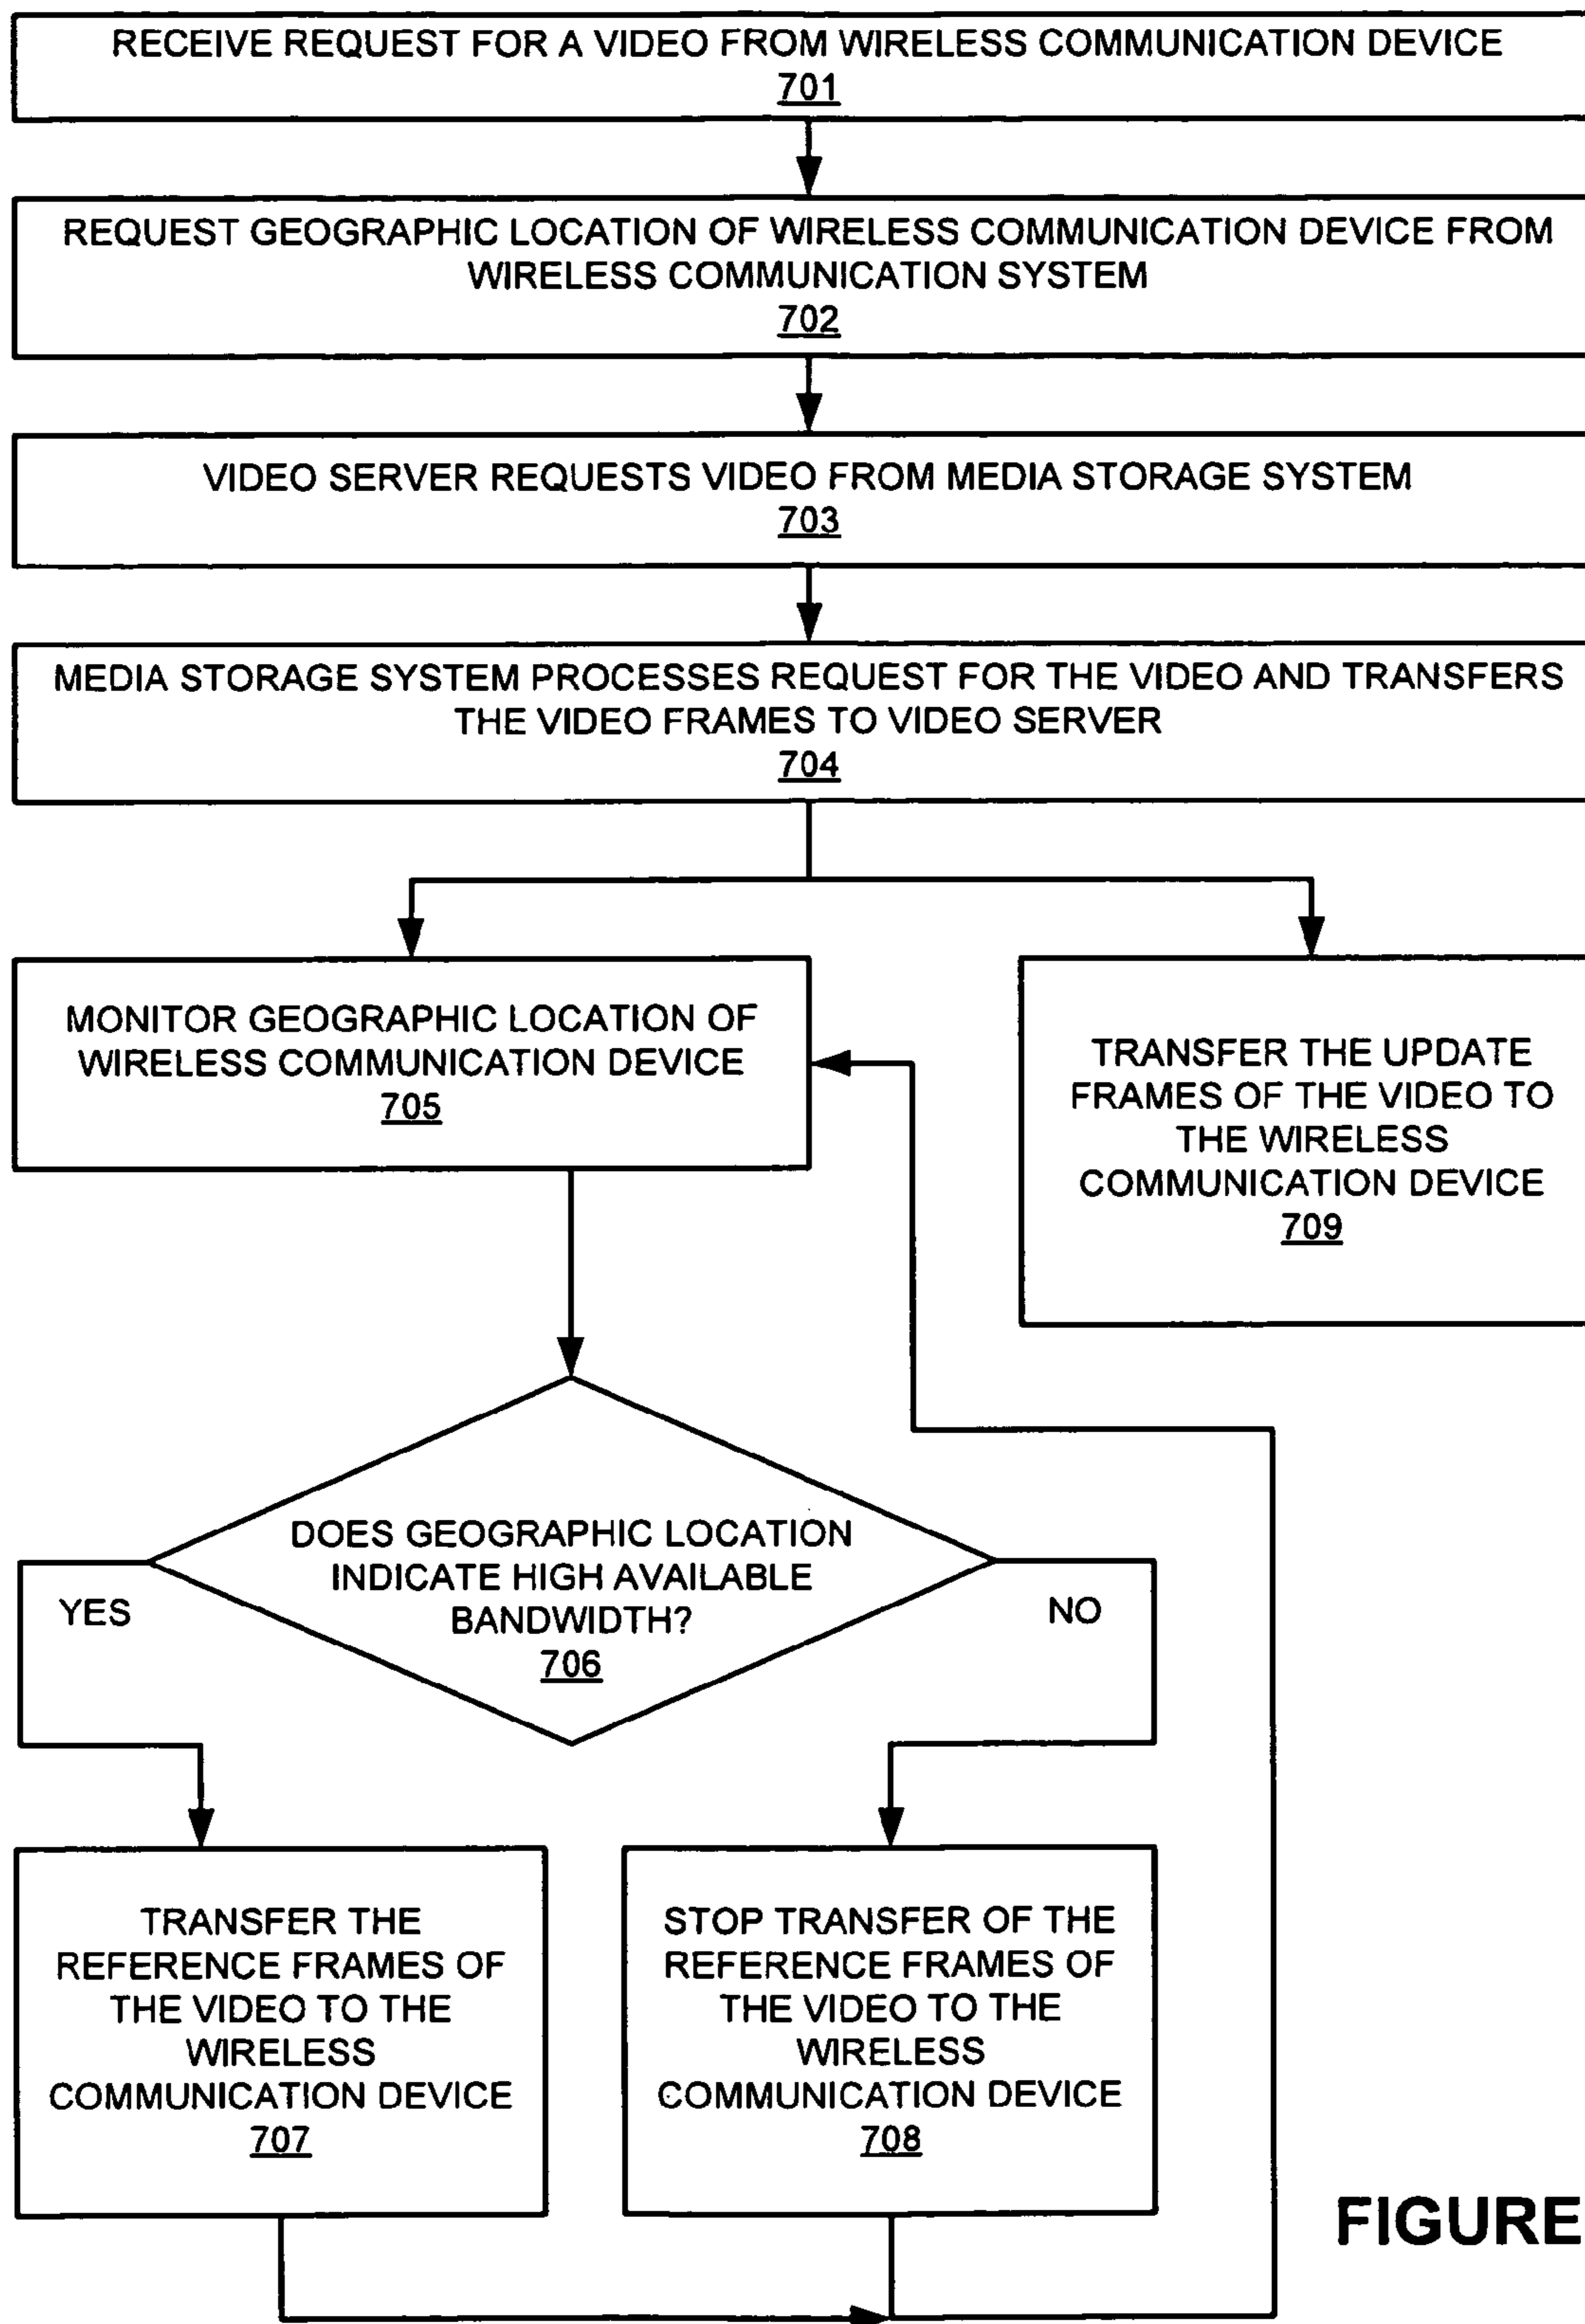 RECEIVE REQUEST FOR A VIDEO FROM WIRELESS COMMUNICATION DEVICE
701
REQUEST GEOGRAPHIC LOCATION OF WIRELESS COMMUNICATION DEVICE FROM
WIRELESS COMMUNICATION SYSTEM
702
VIDEO SERVER REQUESTS VIDEO FROM MEDIA STORAGE SYSTEM
703
MEDIA STORAGE SYSTEM PROCESSES REQUEST FOR THE VIDEO AND TRANSFERS
THE VIDEO FRAMES TO VIDEO SERVER
704
MONITOR GEOGRAPHIC LOCATION OF
WIRELESS COMMUNICATION DEVICE
705
TRANSFER THE UPDATE
FRAMES OF THE VIDEO TO
THE WIRELESS
COMMUNICATION DEVICE
709
DOES GEOGRAPHIC LOCATION
INDICATE HIGH AVAILABLE
BANDWIDTH?
706
YES
NO
TRANSFER THE
REFERENCE FRAMES OF
THE VIDEO TO THE
WIRELESS
COMMUNICATION DEVICE
707
STOP TRANSFER OF THE
REFERENCE FRAMES OF
THE VIDEO TO THE
WIRELESS
COMMUNICATION DEVICE
708
FIGURE